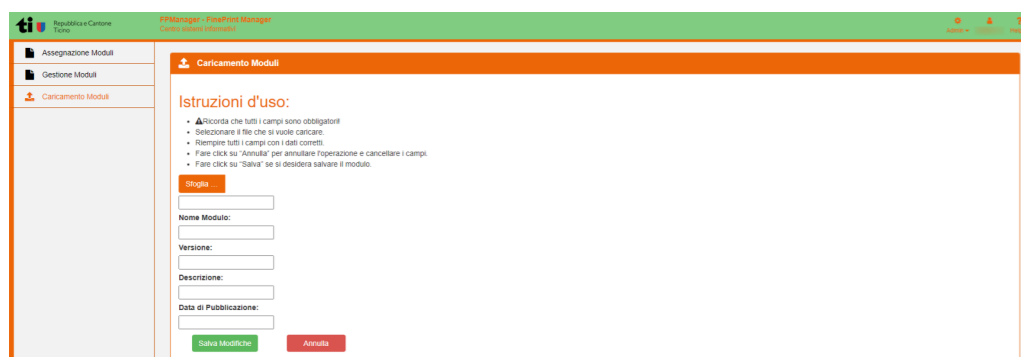 ti
Repubblica e Cantone
Ticino
FPManager - FinePrint Manager
Centro sistemi informativi
Admin
Assegnazione Moduli
Gestione Moduli
Caricamento Moduli
Caricamento Moduli
Istruzioni d'uso:
Ricorda che tutti i campi sono obbligatori!
Selezionare il file che si vuole caricare.
Riempire tutti i campi con i dati corretti.
Fare click su "Annulla" per annullare l'operazione e cancellare i campi.
Fare click su "Salva" se si desidera salvare il modulo.
Sfoglia ...
Nome Modulo:
Versione:
Descrizione:
Data di Pubblicazione:
Salva Modifiche
Annulla